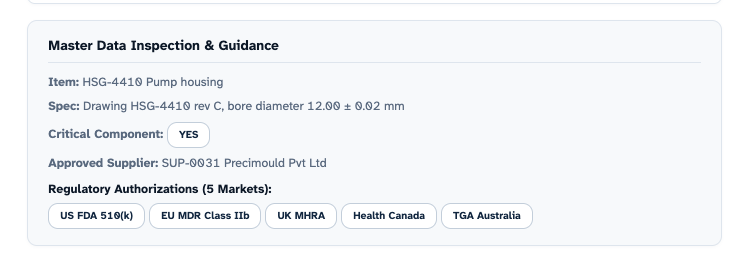 Master Data Inspection & Guidance
Item: HSG-4410 Pump housing
Spec: Drawing HSG-4410 rev C, bore diameter 12.00 ± 0.02 mm
Critical Component: YES
Approved Supplier: SUP-0031 Precimould Pvt Ltd
Regulatory Authorizations (5 Markets):
US FDA 510(k) EU MDR Class IIb UK MHRA Health Canada TGA Australia